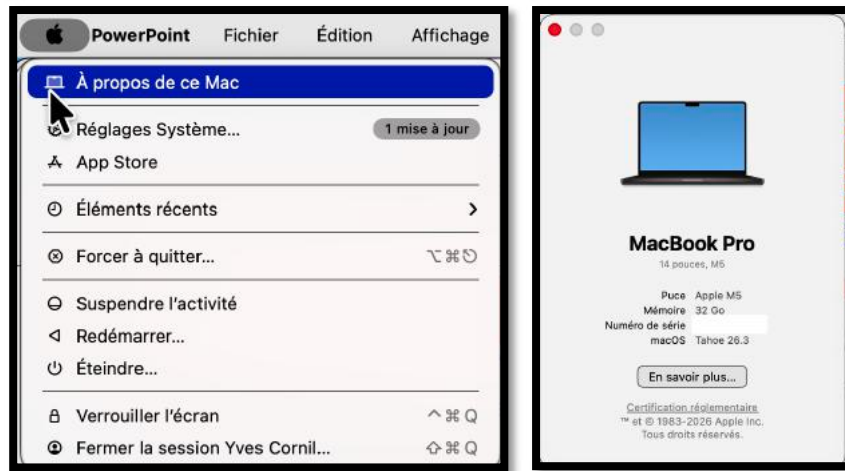 PowerPoint Fichier Édition Affichage
À propos de ce Mac
Réglages Système... 1 mise à jour
App Store
Éléments récents
Forcer à quitter... ⌥⌘⎋
Suspendre l'activité
Redémarrer...
Éteindre...
Verrouiller l'écran ^⌘Q
Fermer la session Yves Cornil... ⇧⌘Q
MacBook Pro
14 pouces, M5
Puce Apple M5
Mémoire 32 Go
Numéro de série
macOS Tahoe 26.3
En savoir plus...
Certification réglementaire
™ et © 1983-2026 Apple Inc.
Tous droits réservés.